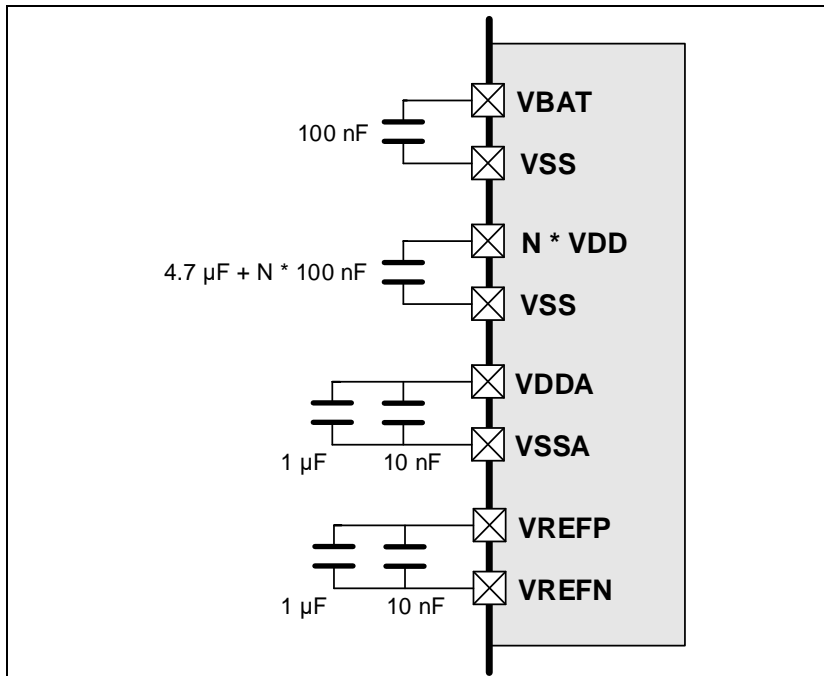 VBAT
100 nF
VSS
N * VDD
4.7 µF + N * 100 nF
VSS
VDDA
VSSA
1 µF 10 nF
VREFP
VREFN
1 µF 10 nF